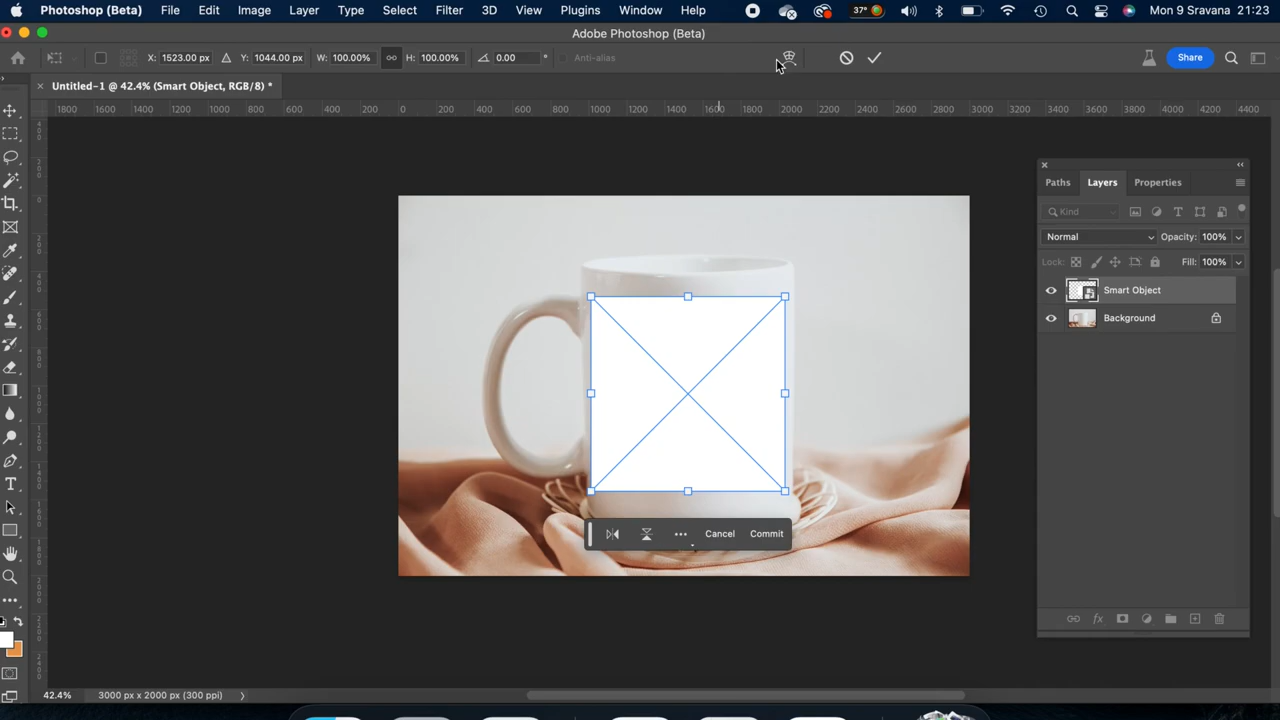 Photoshop (Beta) File Edit Image Layer Type Select Filter 3D View Plugins Window Help 37° Mon 9 Sravana 21:23
Adobe Photoshop (Beta)
X: 1523.00 px Y: 1044.00 px W: 100.00% H: 100.00% 0.00 ° Anti-alias Share
Untitled-1 @ 42.4% (Smart Object, RGB/8) *
1800 1600 1400 1200 1000 800 600 400 200 0 200 400 600 800 1000 1200 1400 1600 1800 2000 2200 2400 2600 2800 3000 3200 3400 3600 3800 4000 4200 4400
Paths Layers Properties
Kind
Normal Opacity: 100%
Lock: Fill: 100%
Smart Object
Background
Cancel Commit
42.4% 3000 px x 2000 px (300 ppi)